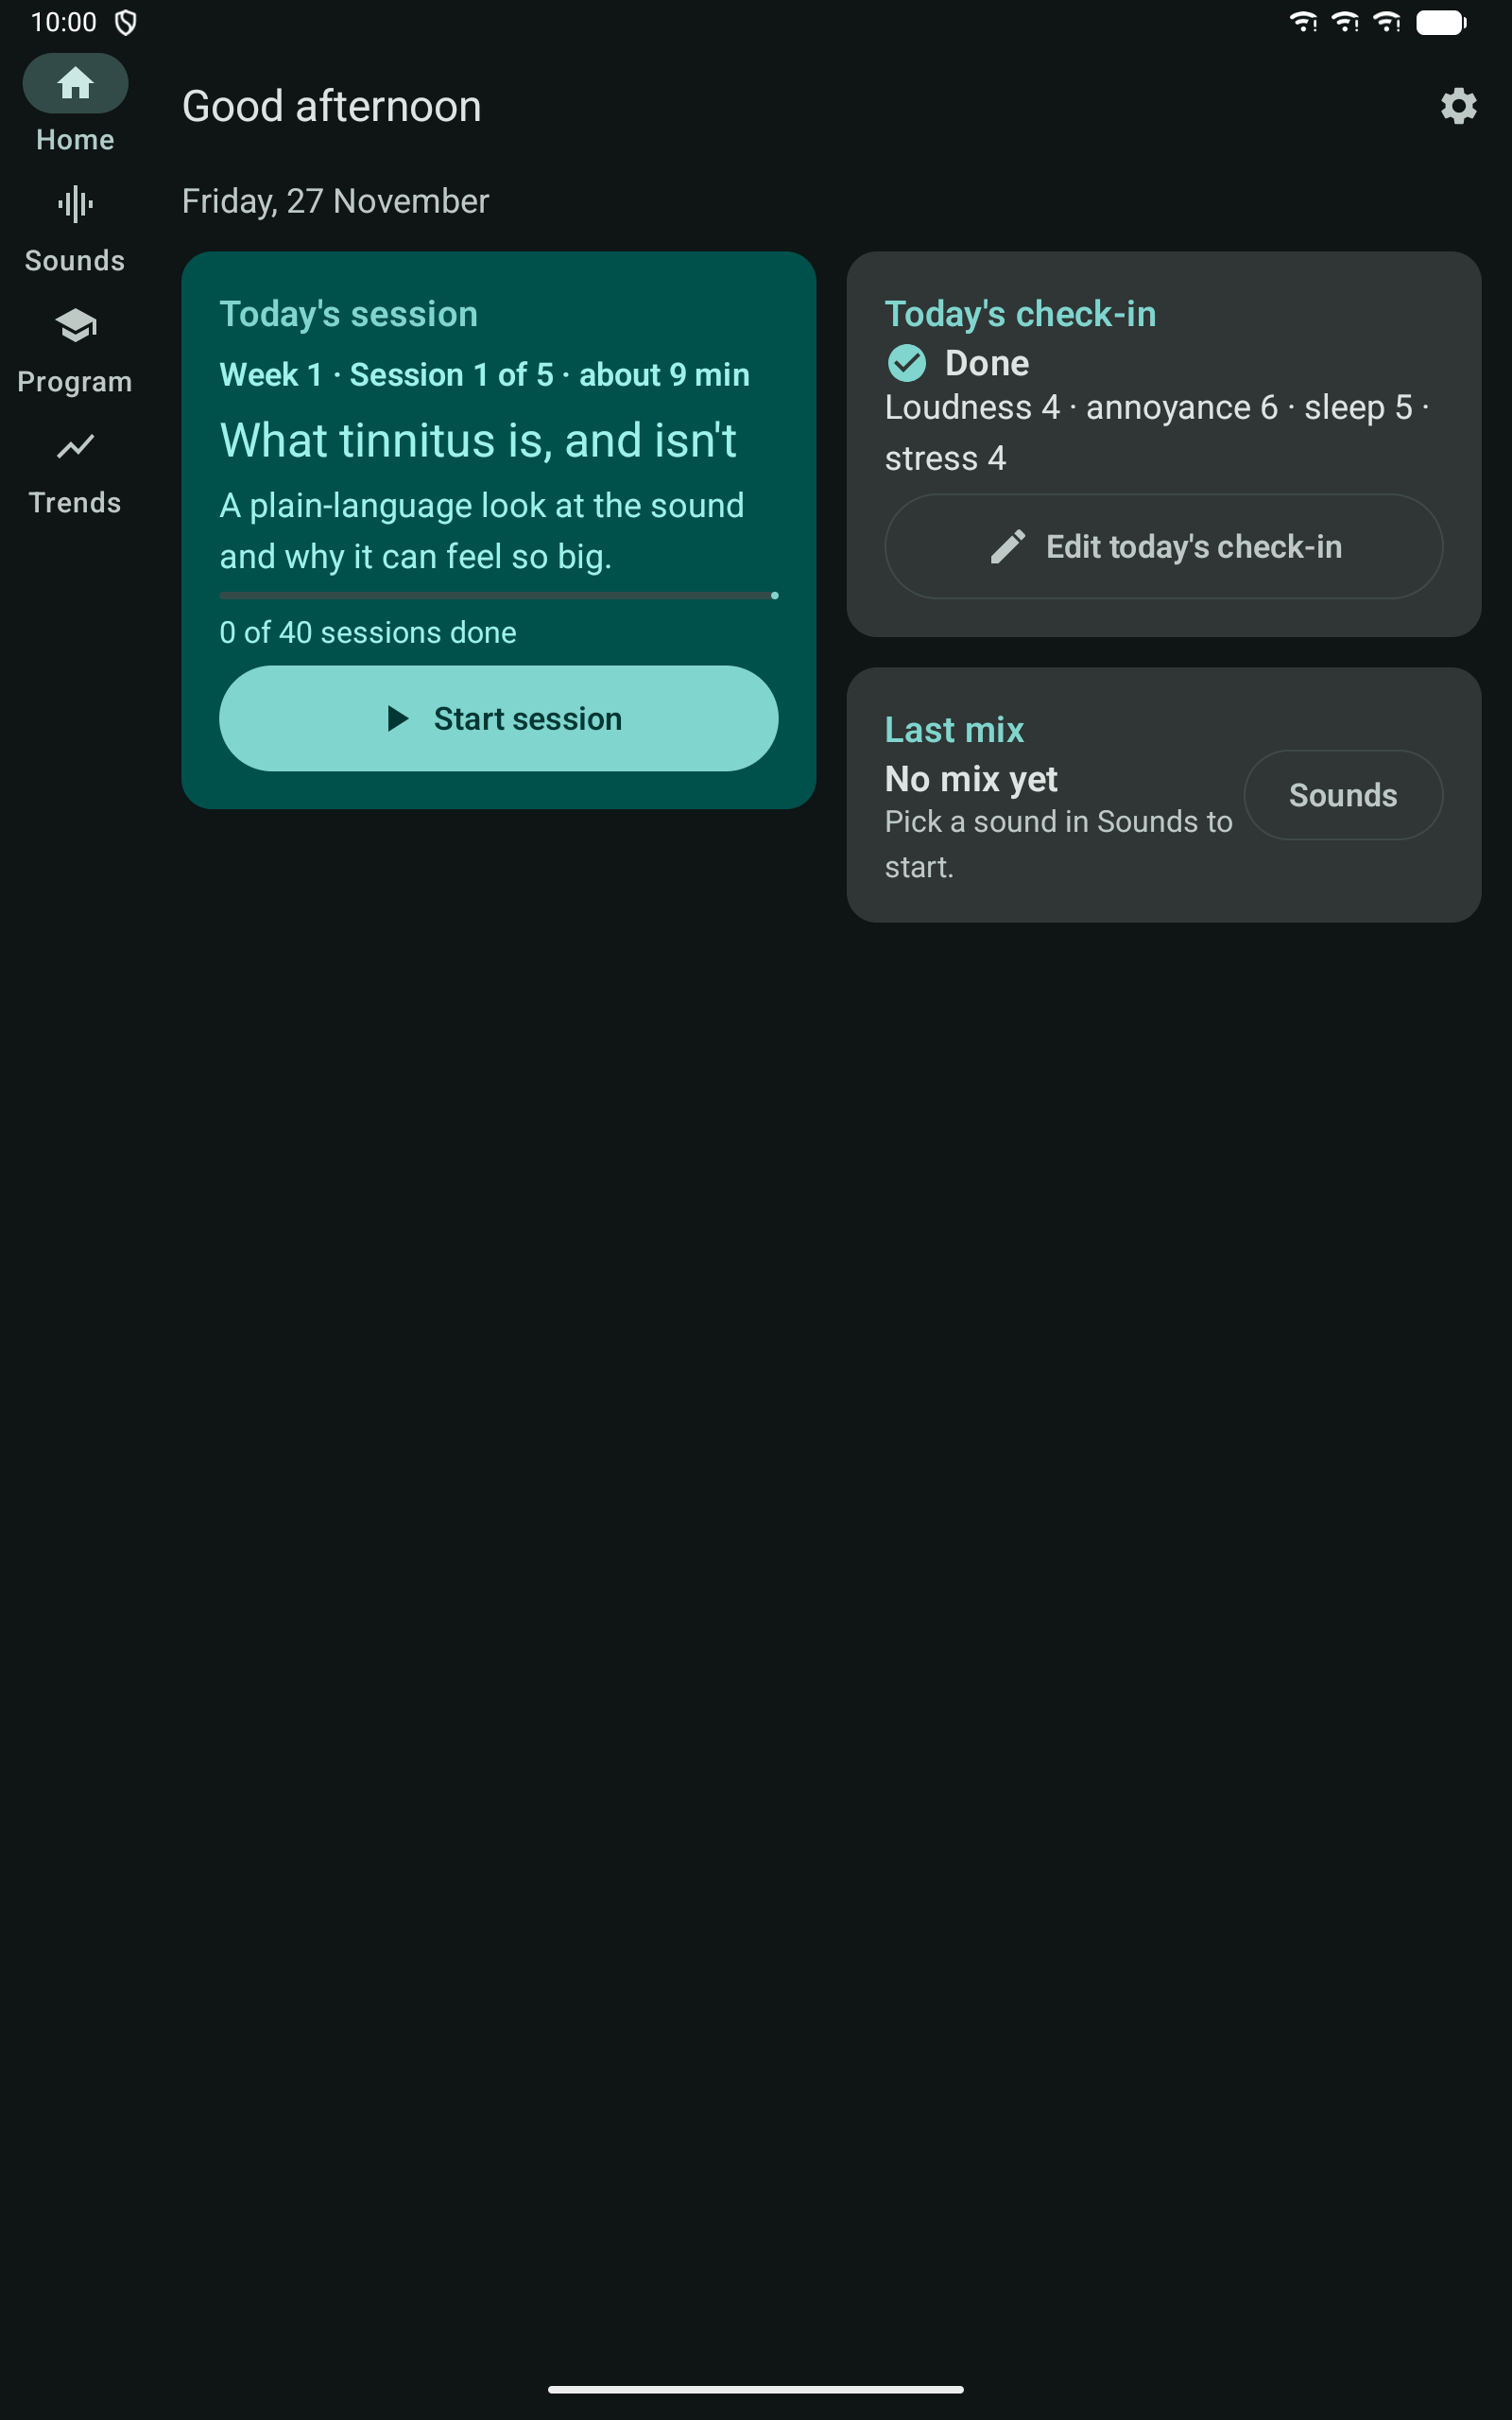 10:00
Home
Sounds
Program
Trends
Good afternoon
Friday, 27 November
Today's session
Week 1 · Session 1 of 5 · about 9 min
What tinnitus is, and isn't
A plain-language look at the sound
and why it can feel so big.
0 of 40 sessions done
Start session
Today's check-in
Done
Loudness 4 · annoyance 6 · sleep 5 ·
stress 4
Edit today's check-in
Last mix
No mix yet
Pick a sound in Sounds to
start.
Sounds